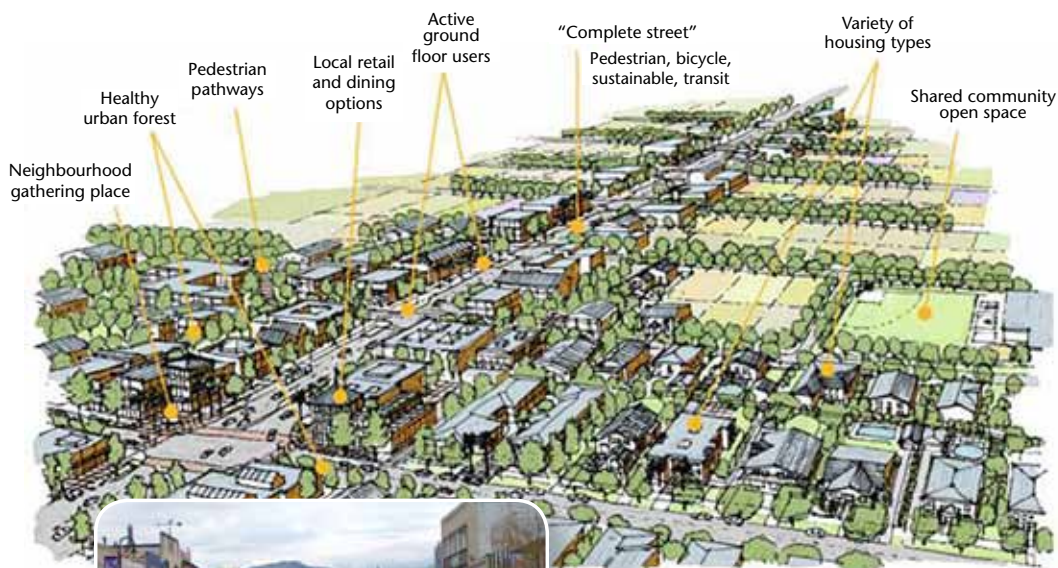 Neighbourhood
gathering place
Healthy
urban forest
Pedestrian
pathways
Local retail
and dining
options
Active
ground
floor users
“Complete street”
Pedestrian, bicycle,
sustainable, transit
Variety of
housing types
Shared community
open space